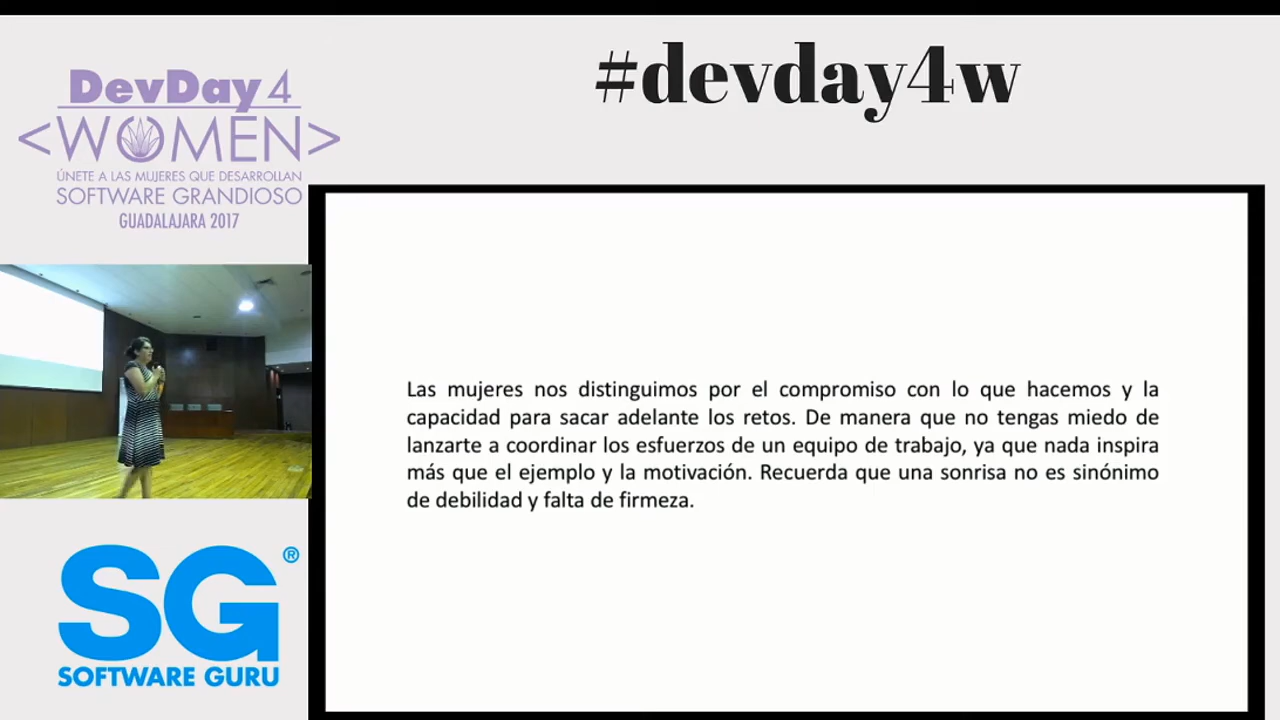 #devday4w
DevDay4
<WOMEN>
ÚNETE A LAS MUJERES QUE DESARROLLAN
SOFTWARE GRANDIOSO
GUADALAJARA 2017
Las mujeres nos distinguimos por el compromiso con lo que hacemos y la
capacidad para sacar adelante los retos. De manera que no tengas miedo de
lanzarte a coordinar los esfuerzos de un equipo de trabajo, ya que nada inspira
más que el ejemplo y la motivación. Recuerda que una sonrisa no es sinónimo
de debilidad y falta de firmeza.
SG®
SOFTWARE GURU